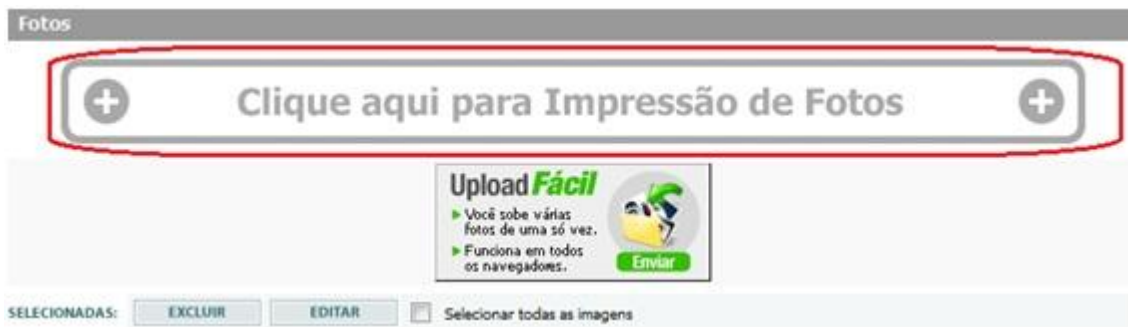 Fotos
Clique aqui para Impressão de Fotos
Upload Fácil
Você sobe várias
fotos de uma só vez.
Funciona em todos
os navegadores.
Enviar
SELECIONADAS: EXCLUIR EDITAR Selecionar todas as imagens